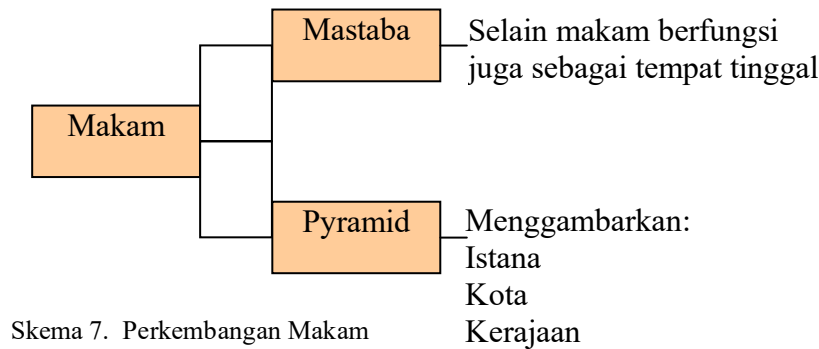 Mastaba
Selain makam berfungsi
juga sebagai tempat tinggal
Makam
Pyramid
Menggambarkan:
Istana
Kota
Kerajaan
Skema 7. Perkembangan Makam